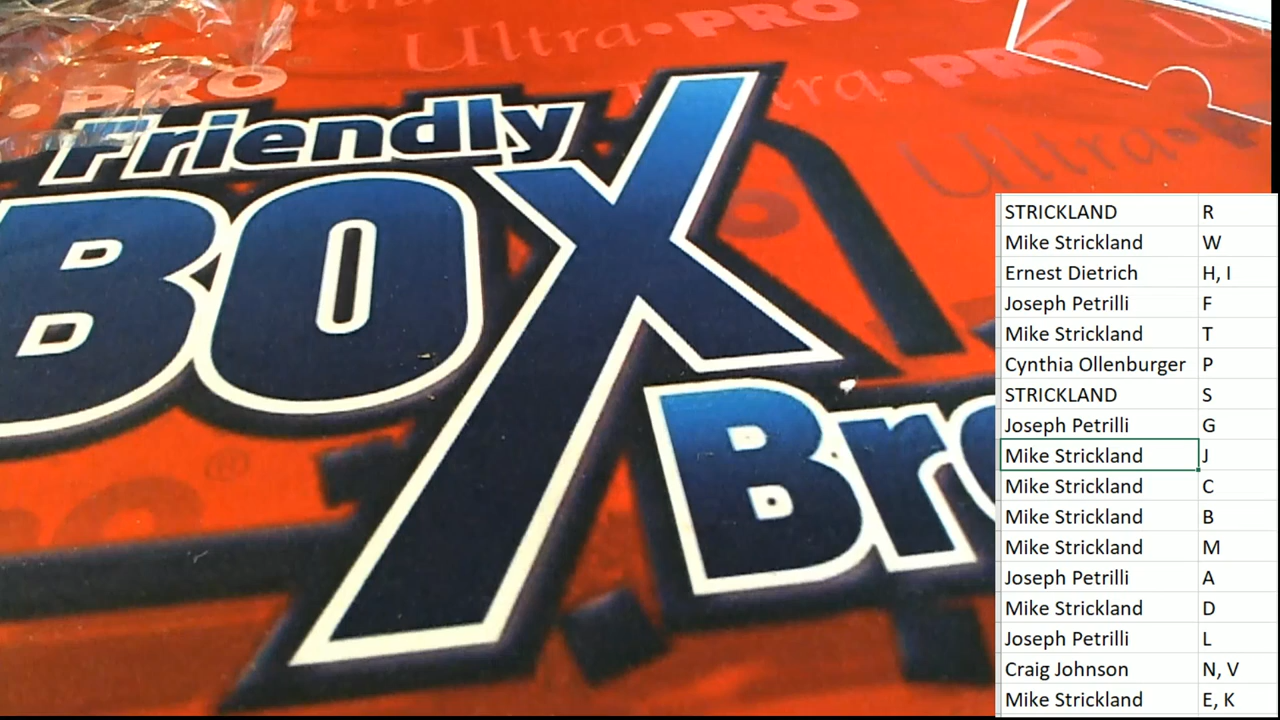 Ultra•PRO
•PRO
Ultra•PRO
Ultra•PRO
Friendly
BOX
Br
®
STRICKLAND R
Mike Strickland W
Ernest Dietrich H, I
Joseph Petrilli F
Mike Strickland T
Cynthia Ollenburger P
STRICKLAND S
Joseph Petrilli G
Mike Strickland J
Mike Strickland C
Mike Strickland B
Mike Strickland M
Joseph Petrilli A
Mike Strickland D
Joseph Petrilli L
Craig Johnson N, V
Mike Strickland E, K